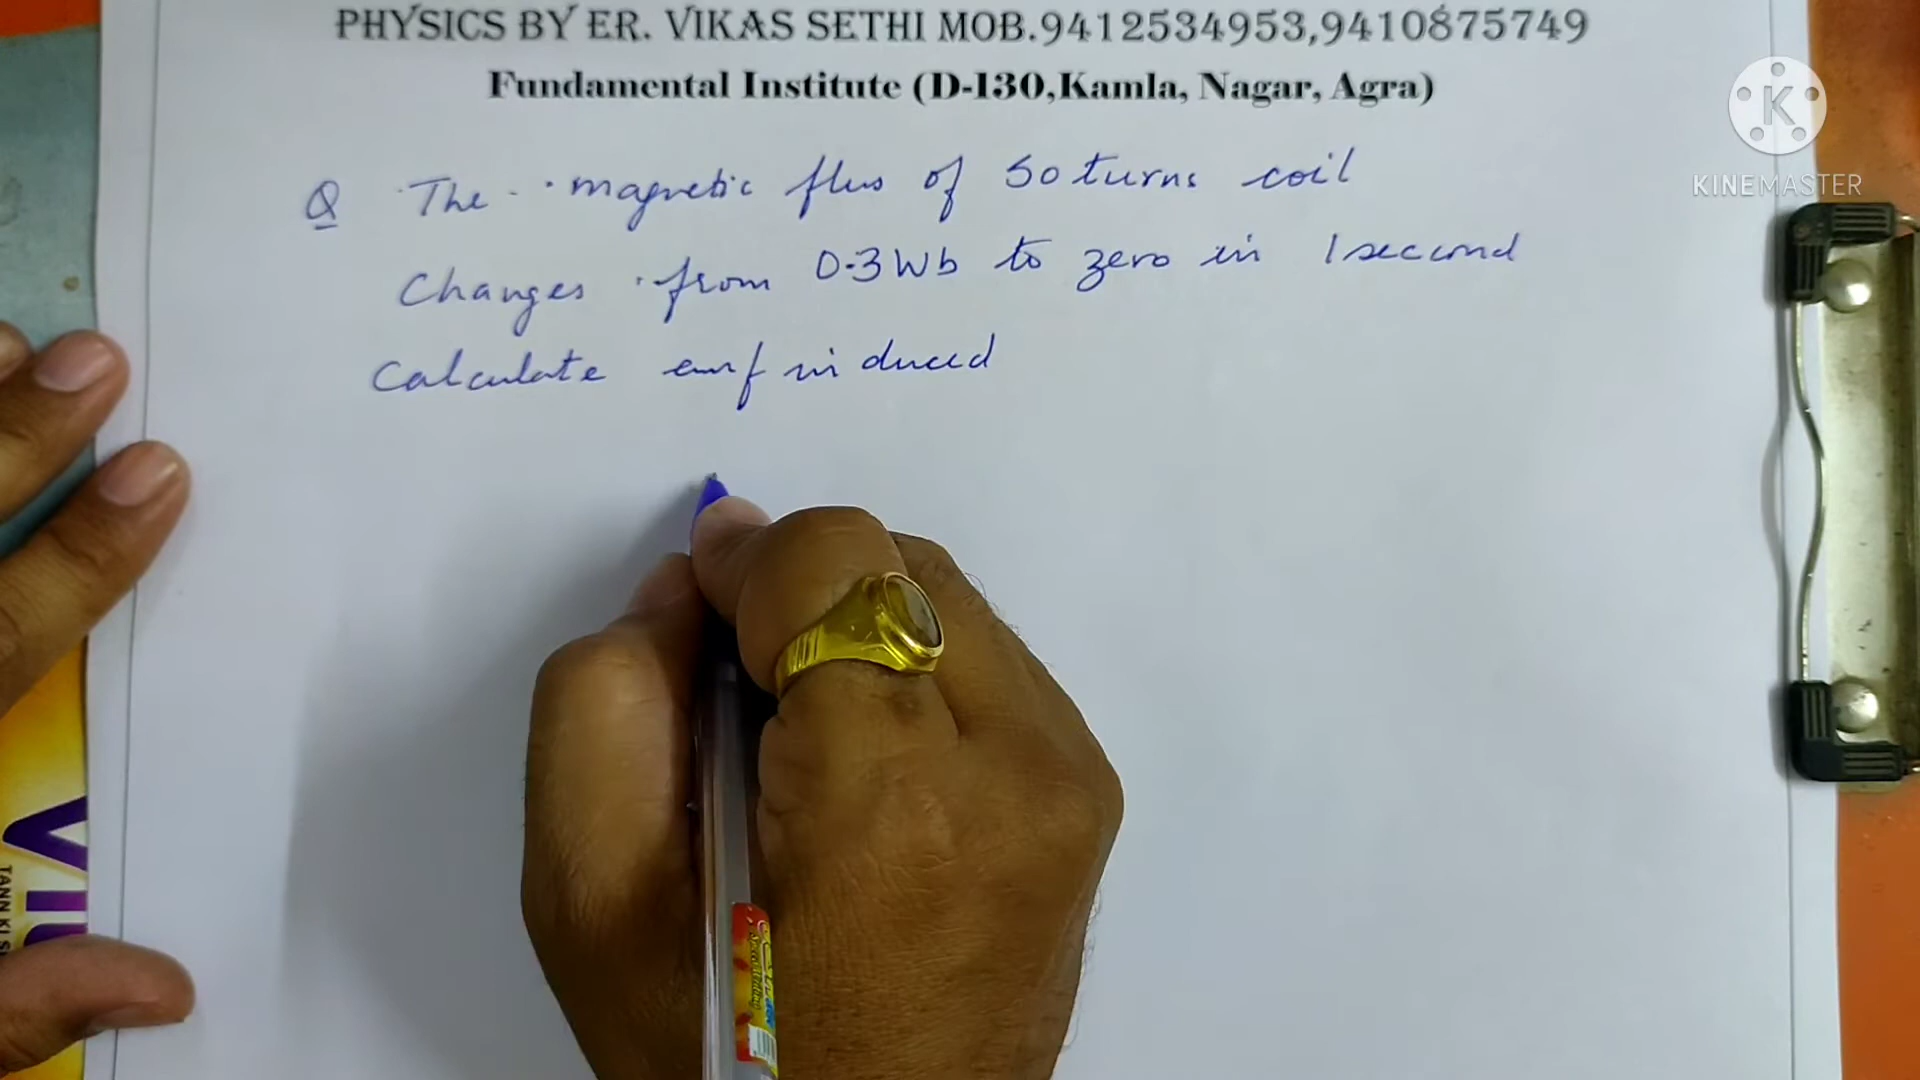 PHYSICS BY ER. VIKAS SETHI MOB.9412534953,9410875749
Fundamental Institute (D-130,Kamla, Nagar, Agra)
K
KINEMASTER
Q The magnetic flus of 50 turns coil
Changes from 0.3 Wb to zero in 1 second
Calculate emf induced